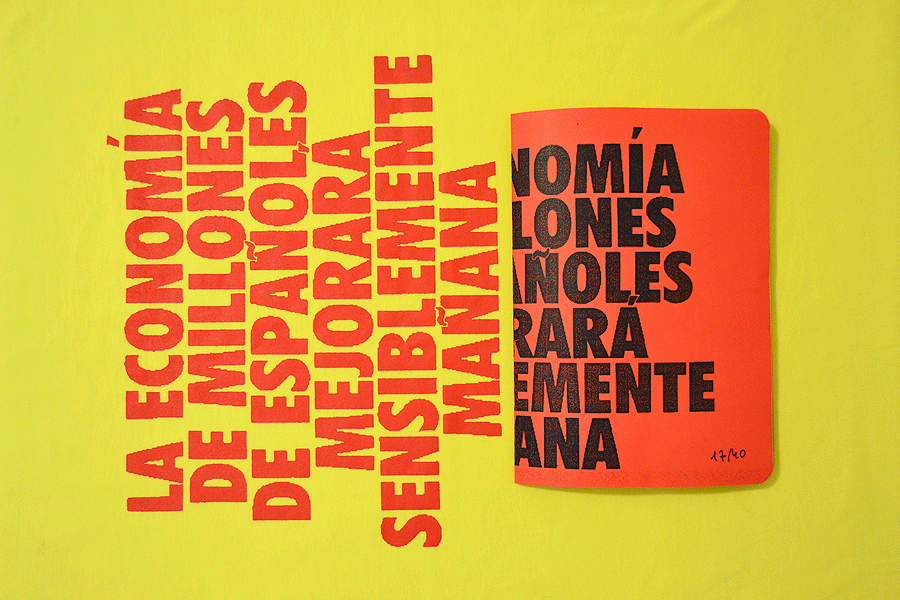 LA ECONOMÍA
DE MILLONES
DE ESPAÑOLES
MEJORARÁ
SENSIBLEMENTE
MAÑANA
NOMÍA
LONES
AÑOLES
RARÁ
EMENTE
ANA
17/40